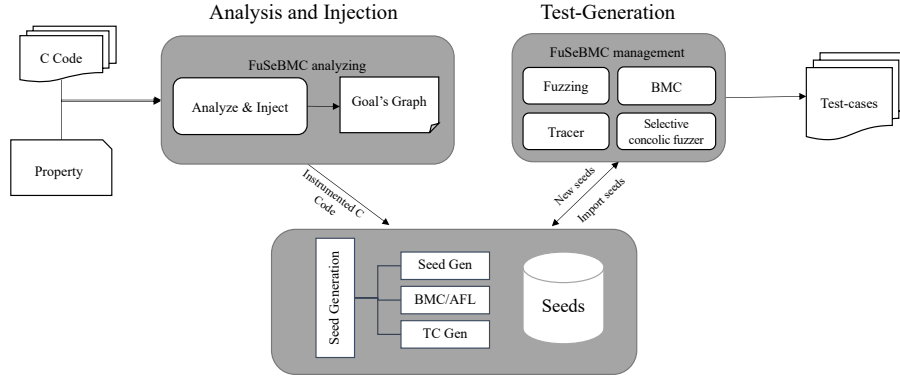 Analysis and Injection
Test-Generation
C Code
Property
FuSeBMC analyzing
Analyze & Inject
Goal's Graph
FuSeBMC management
Fuzzing
BMC
Tracer
Selective
concolic fuzzer
Test-cases
Instrumented C
Code
New seeds
Import seeds
Seed Generation
Seed Gen
BMC/AFL
TC Gen
Seeds